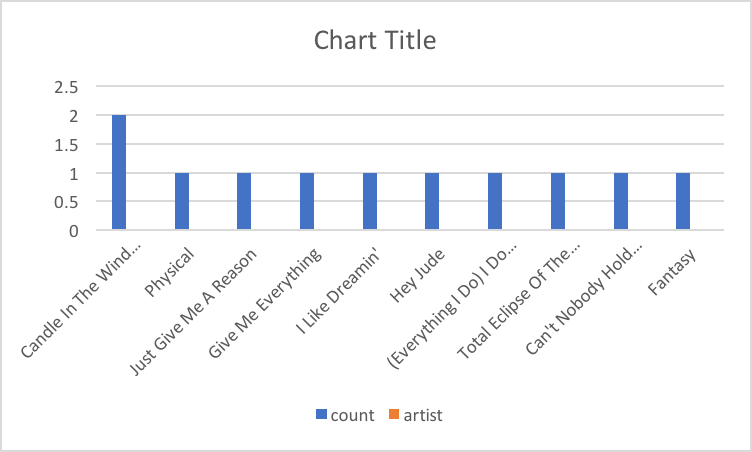 Chart Title
2.5
2
1.5
1
0.5
0
Candle In The Wind...
Physical
Just Give Me A Reason
Give Me Everything
I Like Dreamin'
Hey Jude
(Everything I Do) I Do...
Total Eclipse Of The...
Can't Nobody Hold...
Fantasy
count
artist